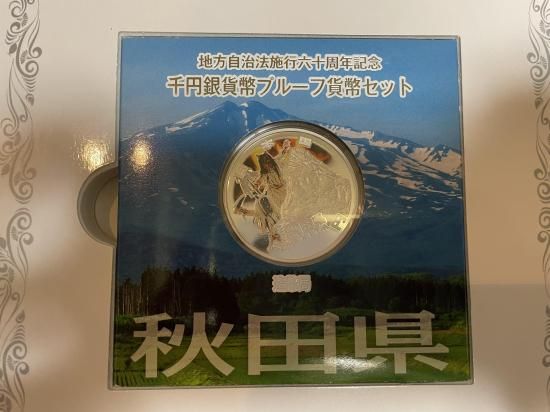 地方自治法施行六十周年記念
千円銀貨幣プルーフ貨幣セット
秋田県